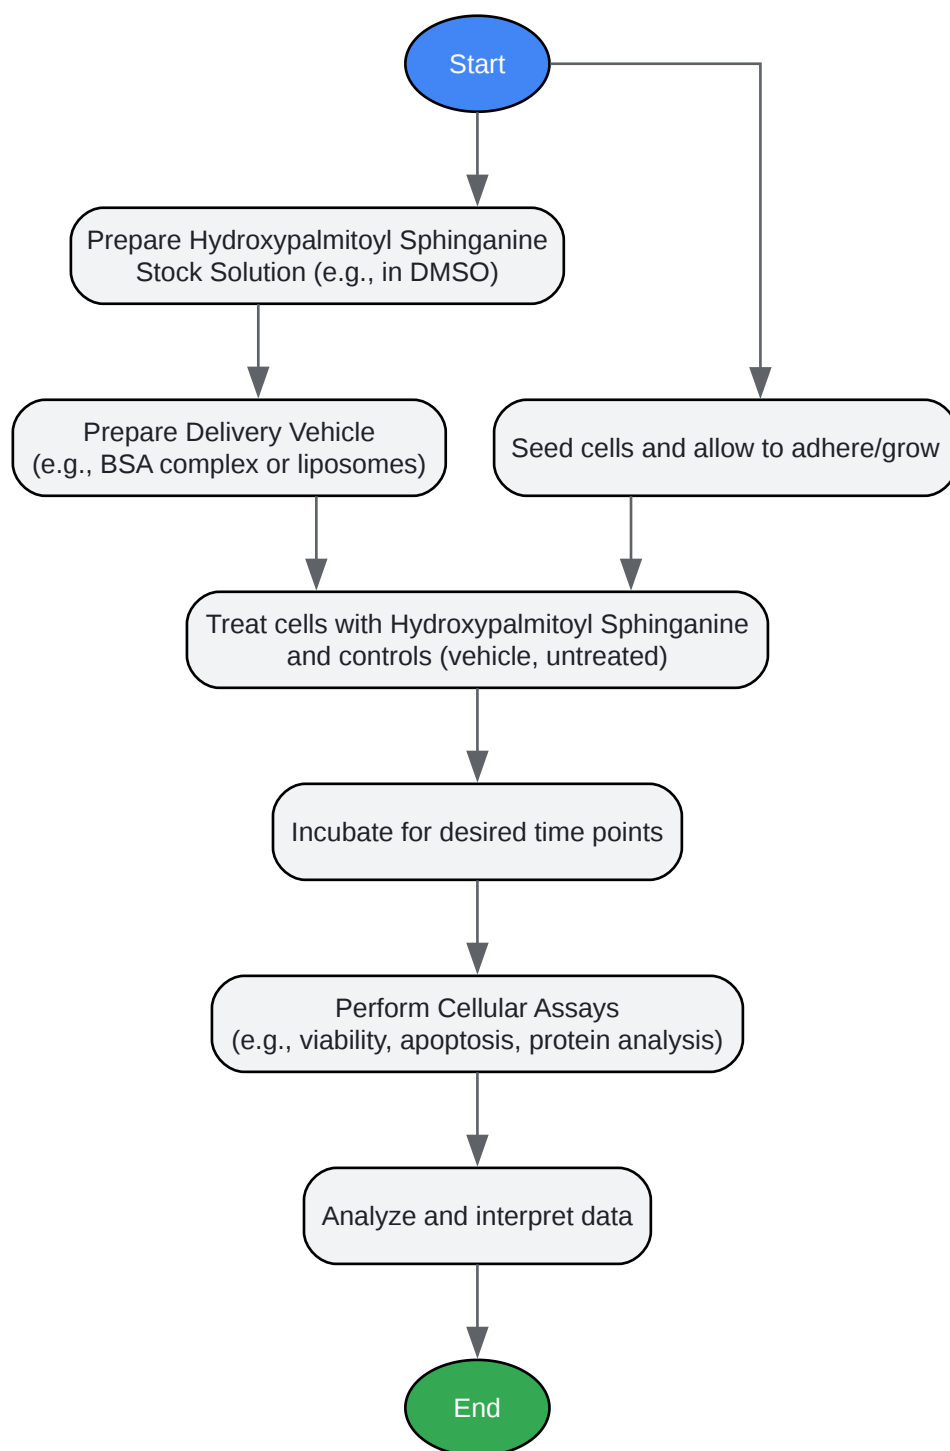 Start
Prepare Hydroxypalmitoyl Sphinganine
Stock Solution (e.g., in DMSO)
Prepare Delivery Vehicle
(e.g., BSA complex or liposomes)
Seed cells and allow to adhere/grow
Treat cells with Hydroxypalmitoyl Sphinganine
and controls (vehicle, untreated)
Incubate for desired time points
Perform Cellular Assays
(e.g., viability, apoptosis, protein analysis)
Analyze and interpret data
End